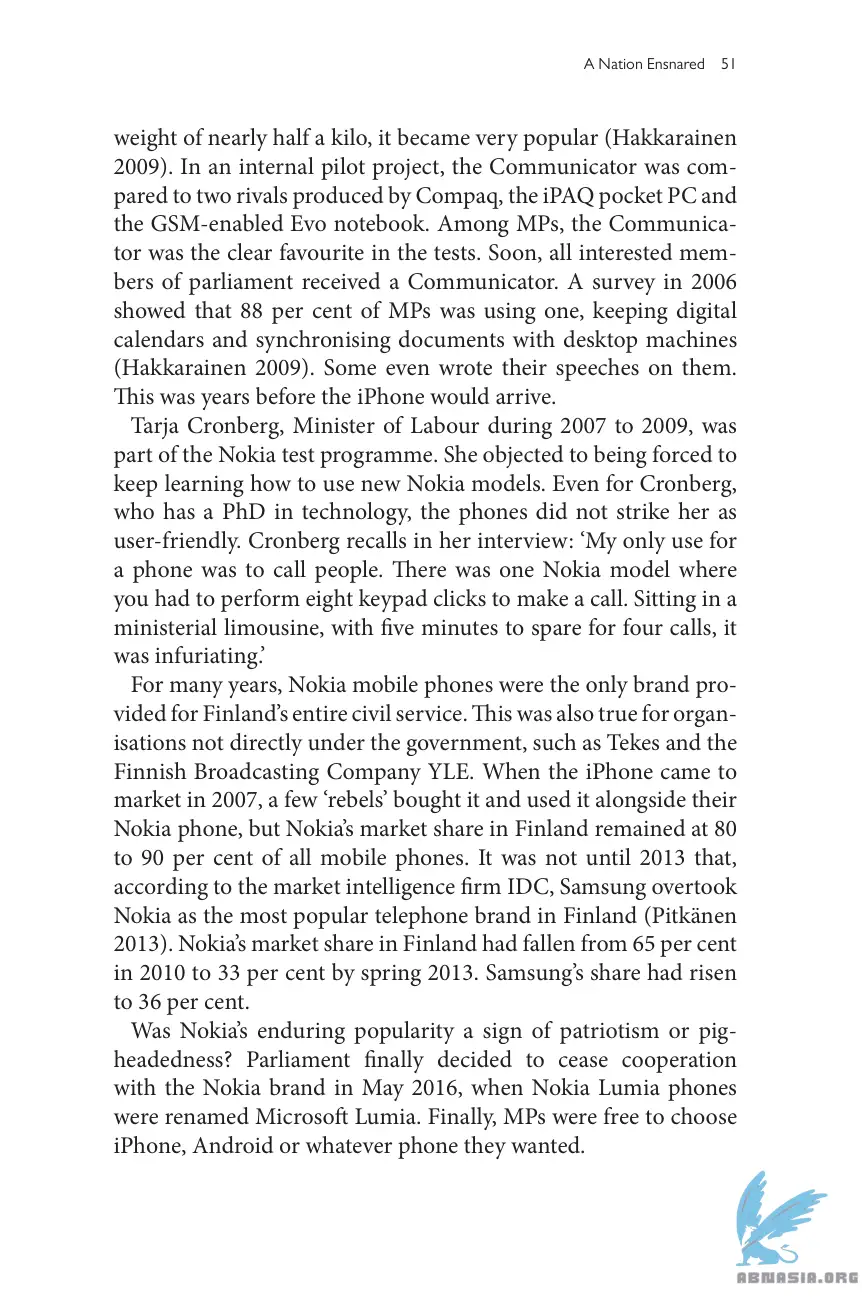 A Nation Ensnared 51
weight of nearly half a kilo, it became very popular (Hakkarainen
2009). In an internal pilot project, the Communicator was com-
pared to two rivals produced by Compaq, the iPAQ pocket PC and
the GSM-enabled Evo notebook. Among MPs, the Communica-
tor was the clear favourite in the tests. Soon, all interested mem-
bers of parliament received a Communicator. A survey in 2006
showed that 88 per cent of MPs was using one, keeping digital
calendars and synchronising documents with desktop machines
(Hakkarainen 2009). Some even wrote their speeches on them.
This was years before the iPhone would arrive.
Tarja Cronberg, Minister of Labour during 2007 to 2009, was
part of the Nokia test programme. She objected to being forced to
keep learning how to use new Nokia models. Even for Cronberg,
who has a PhD in technology, the phones did not strike her as
user-friendly. Cronberg recalls in her interview: ‘My only use for
a phone was to call people. There was one Nokia model where
you had to perform eight keypad clicks to make a call. Sitting in a
ministerial limousine, with five minutes to spare for four calls, it
was infuriating.’
For many years, Nokia mobile phones were the only brand pro-
vided for Finland’s entire civil service. This was also true for organ-
isations not directly under the government, such as Tekes and the
Finnish Broadcasting Company YLE. When the iPhone came to
market in 2007, a few ‘rebels’ bought it and used it alongside their
Nokia phone, but Nokia’s market share in Finland remained at 80
to 90 per cent of all mobile phones. It was not until 2013 that,
according to the market intelligence firm IDC, Samsung overtook
Nokia as the most popular telephone brand in Finland (Pitkänen
2013). Nokia’s market share in Finland had fallen from 65 per cent
in 2010 to 33 per cent by spring 2013. Samsung’s share had risen
to 36 per cent.
Was Nokia’s enduring popularity a sign of patriotism or pig-
headedness? Parliament finally decided to cease cooperation
with the Nokia brand in May 2016, when Nokia Lumia phones
were renamed Microsoft Lumia. Finally, MPs were free to choose
iPhone, Android or whatever phone they wanted.
ABNASIA.ORG